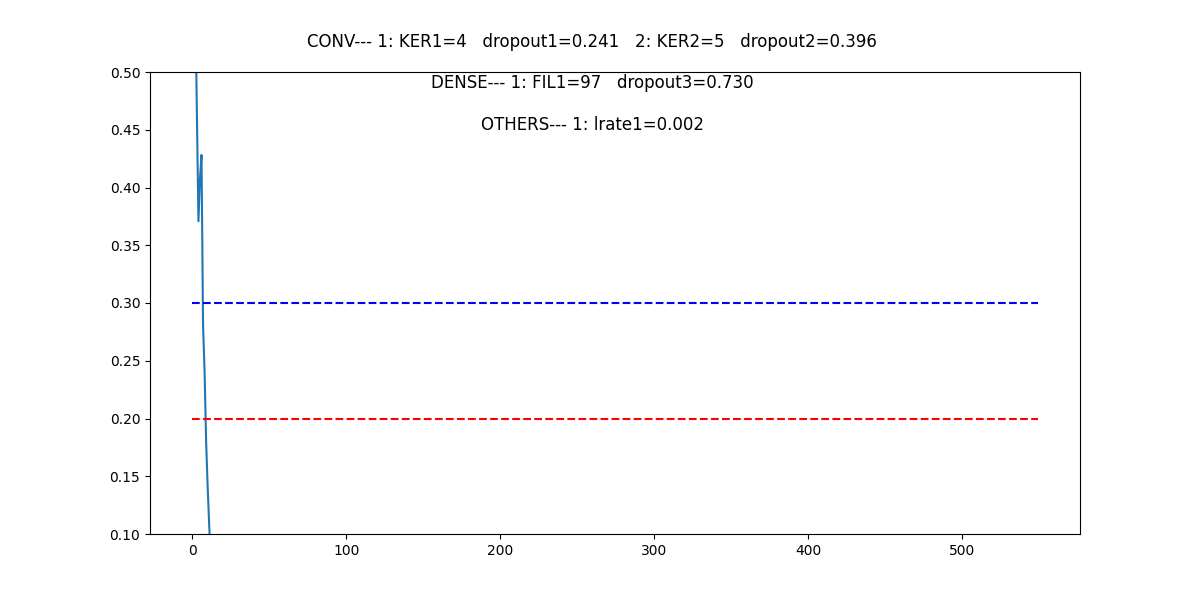 CONV--- 1: KER1=4   dropout1=0.241   2: KER2=5   dropout2=0.396
DENSE--- 1: FIL1=97   dropout3=0.730
OTHERS--- 1: lrate1=0.002
0.50
0.45
0.40
0.35
0.30
0.25
0.20
0.15
0.10
0 100 200 300 400 500